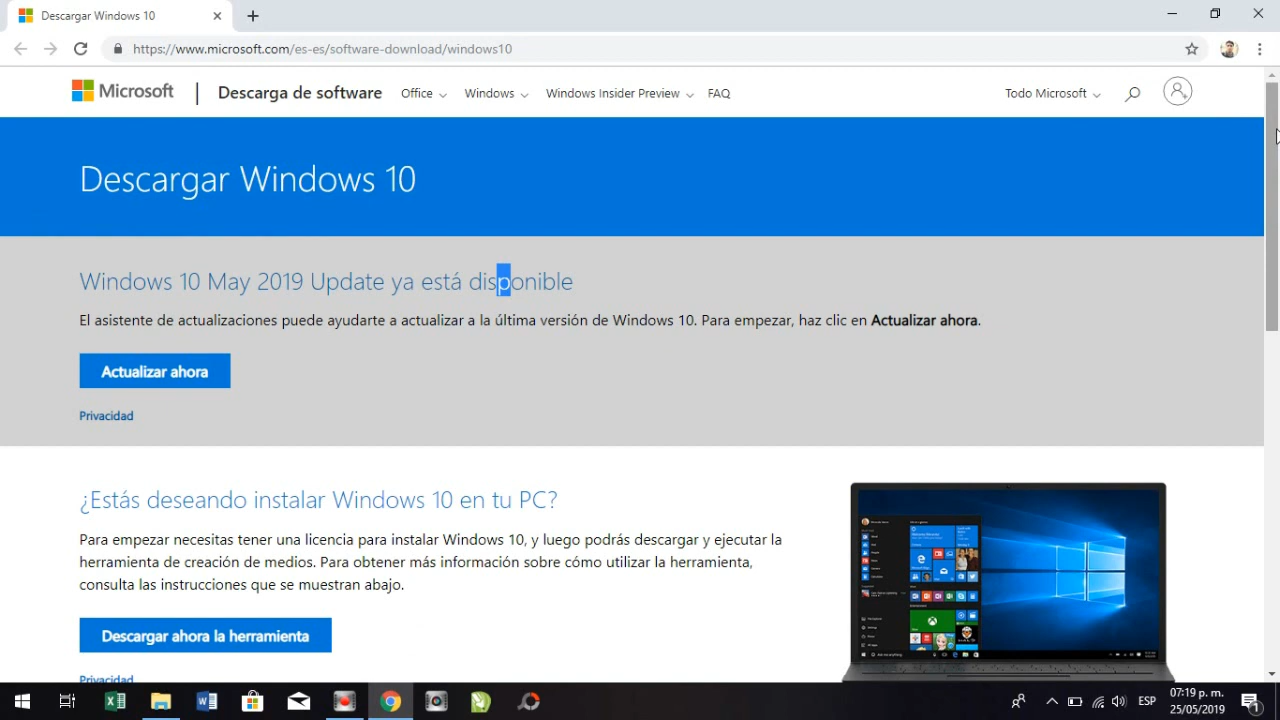 Descargar Windows 10
https://www.microsoft.com/es-es/software-download/windows10
Microsoft
Descarga de software
Office
Windows
Windows Insider Preview
FAQ
Todo Microsoft
Descargar Windows 10
Windows 10 May 2019 Update ya está disponible
El asistente de actualizaciones puede ayudarte a actualizar a la última versión de Windows 10. Para empezar, haz clic en Actualizar ahora.
Actualizar ahora
Privacidad
¿Estás deseando instalar Windows 10 en tu PC?
Para empezar necesitas tener una licencia para instalar Windows 10, y luego podrás descargar y ejecutar la
herramienta de creación de medios. Para obtener más información sobre cómo utilizar la herramienta,
consulta las instrucciones que se muestran abajo.
Descargar ahora la herramienta
Privacidad
ESP
07:19 p. m.
25/05/2019
1